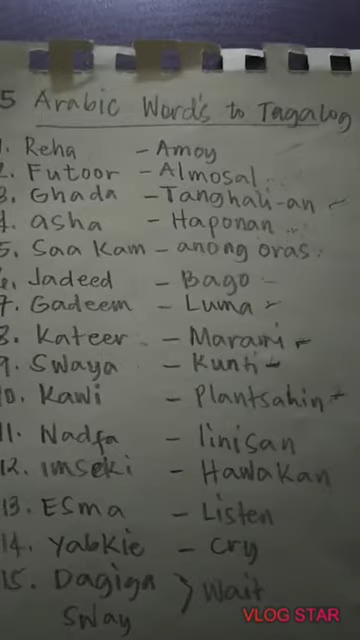 5 Arabic Word's to Tagalog
1. Reha - Amoy
2. Futoor - Almosal
3. Ghada - Tanghali-an
4. asha - Haponan
5. Saa Kam - anong oras
6. Jadeed - Bago
7. Gadeem - Luma
8. Kateer - Marami
9. Swaya - Kunti
10. Kawi - Plantsahin
11. Nadfa - linisan
12. imseki - Hawakan
13. ESma - Listen
14. Yabkie - Cry
15. Dagiga Sway } Wait
VLOG STAR